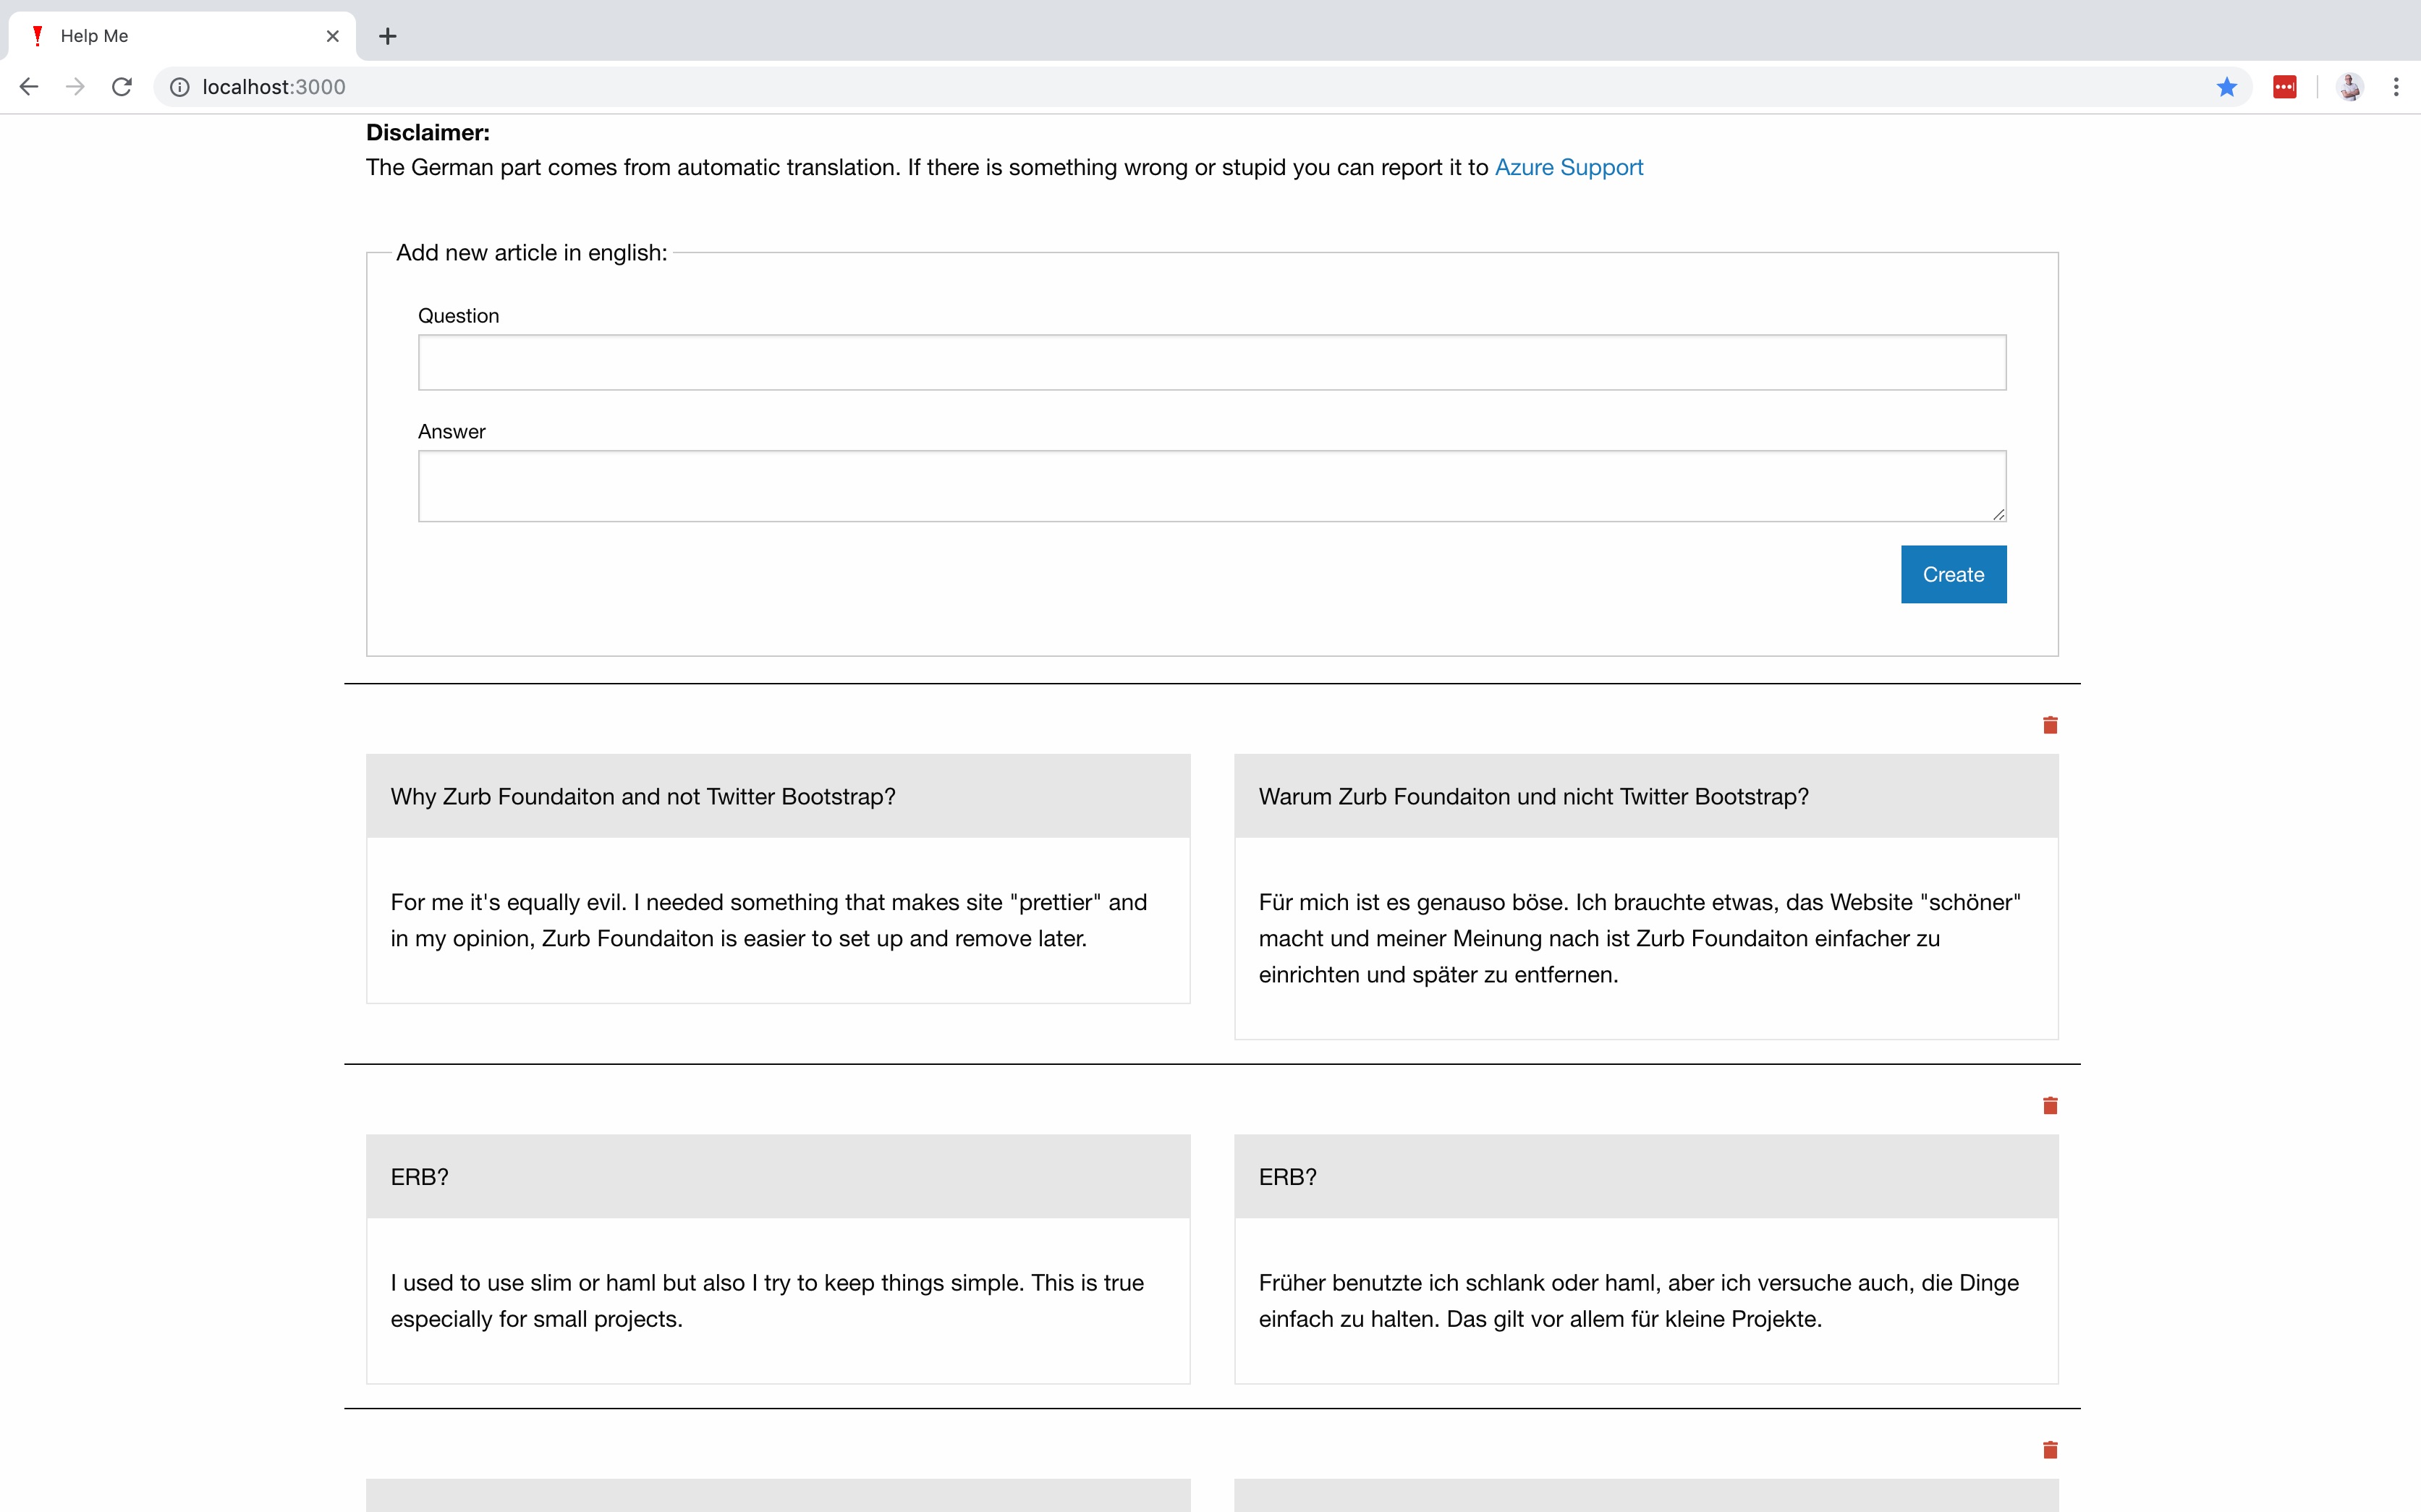 Help Me
localhost:3000
Disclaimer:
The German part comes from automatic translation. If there is something wrong or stupid you can report it to Azure Support
Add new article in english:
Question
Answer
Create
Why Zurb Foundaiton and not Twitter Bootstrap?
For me it's equally evil. I needed something that makes site "prettier" and
in my opinion, Zurb Foundaiton is easier to set up and remove later.
Warum Zurb Foundaiton und nicht Twitter Bootstrap?
Für mich ist es genauso böse. Ich brauchte etwas, das Website "schöner"
macht und meiner Meinung nach ist Zurb Foundaiton einfacher zu
einrichten und später zu entfernen.
ERB?
I used to use slim or haml but also I try to keep things simple. This is true
especially for small projects.
ERB?
Früher benutzte ich schlank oder haml, aber ich versuche auch, die Dinge
einfach zu halten. Das gilt vor allem für kleine Projekte.